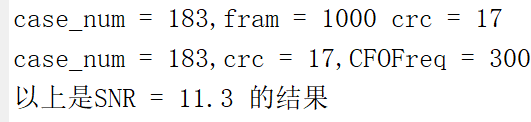 case_num = 183,fram = 1000 crc = 17
case_num = 183,crc = 17,CFOFreq = 300
以上是SNR = 11.3 的结果